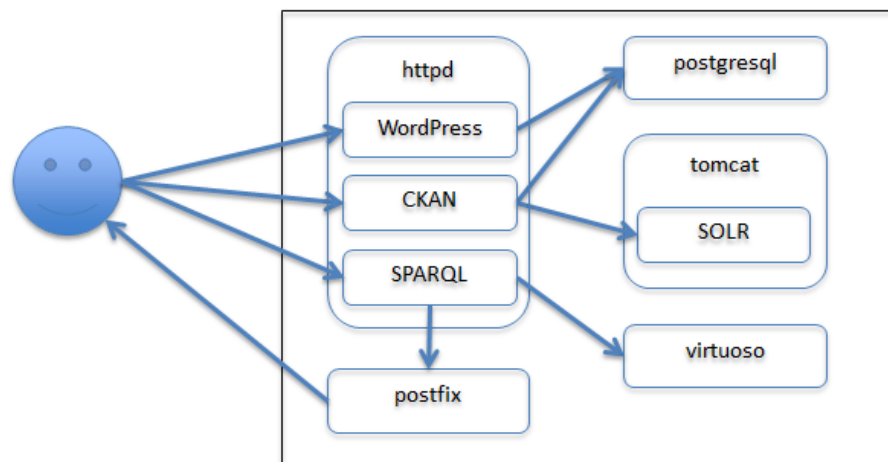 httpd
WordPress
CKAN
SPARQL
postfix
postgresql
tomcat
SOLR
virtuoso